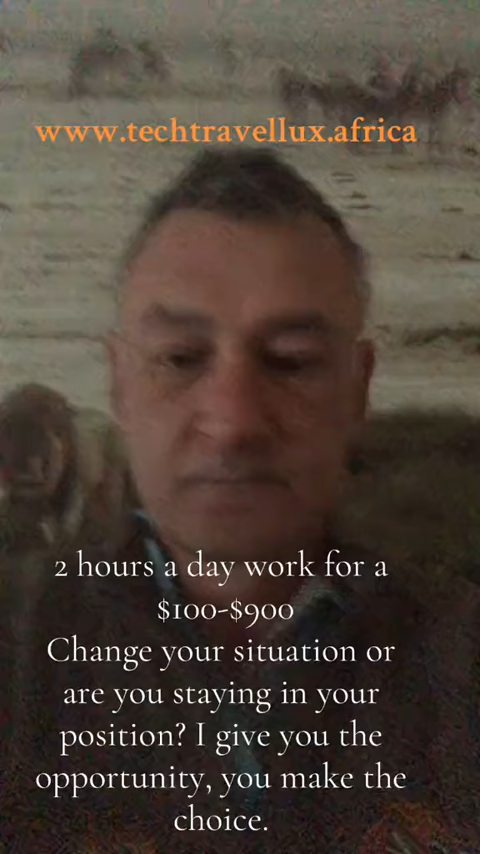 www.techtravellux.africa
2 hours a day work for a
$100-$900
Change your situation or
are you staying in your
position? I give you the
opportunity, you make the
choice.